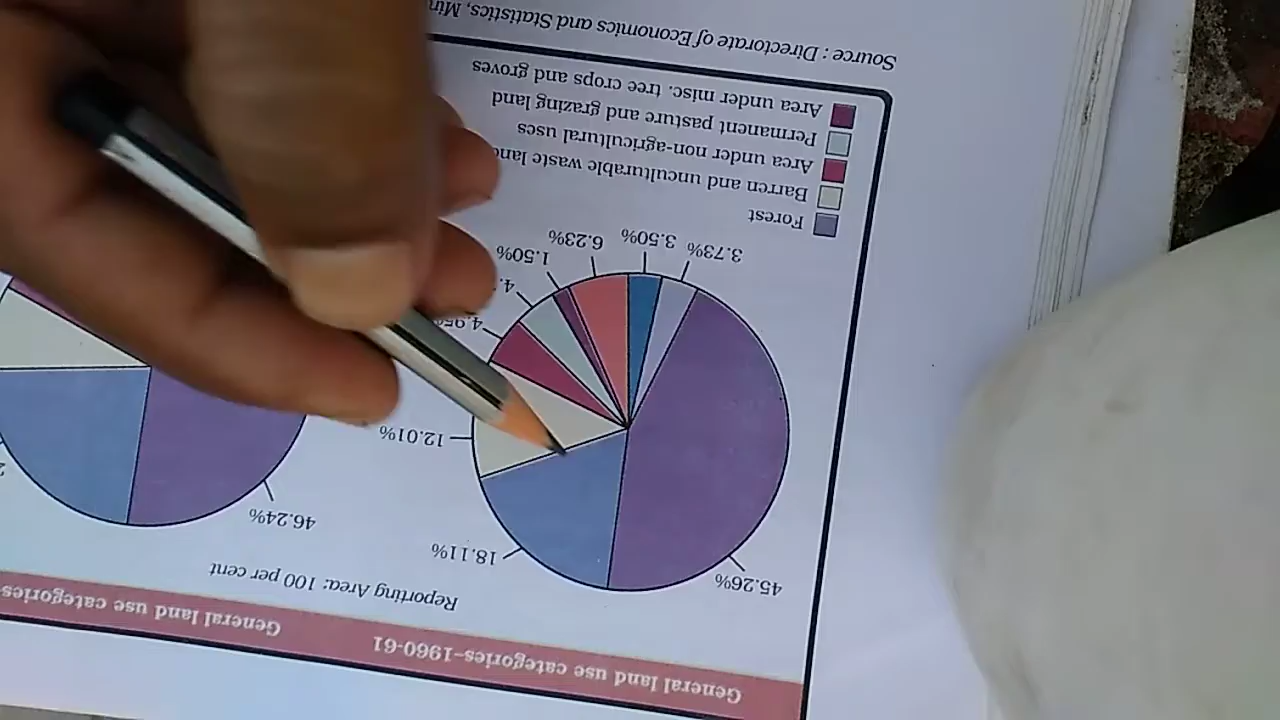 General land use categories–1960-61
General land use categories
Reporting Area: 100 per cent
45.26%
18.11%
12.01%
4.95%
1.50%
6.23%
3.50%
3.73%
46.24%
Forest
Barren and unculturable waste
Area under non-agricultural uses
Permanent pasture and grazing land
Area under misc. tree crops and groves
Source : Directorate of Economics and Statistics,